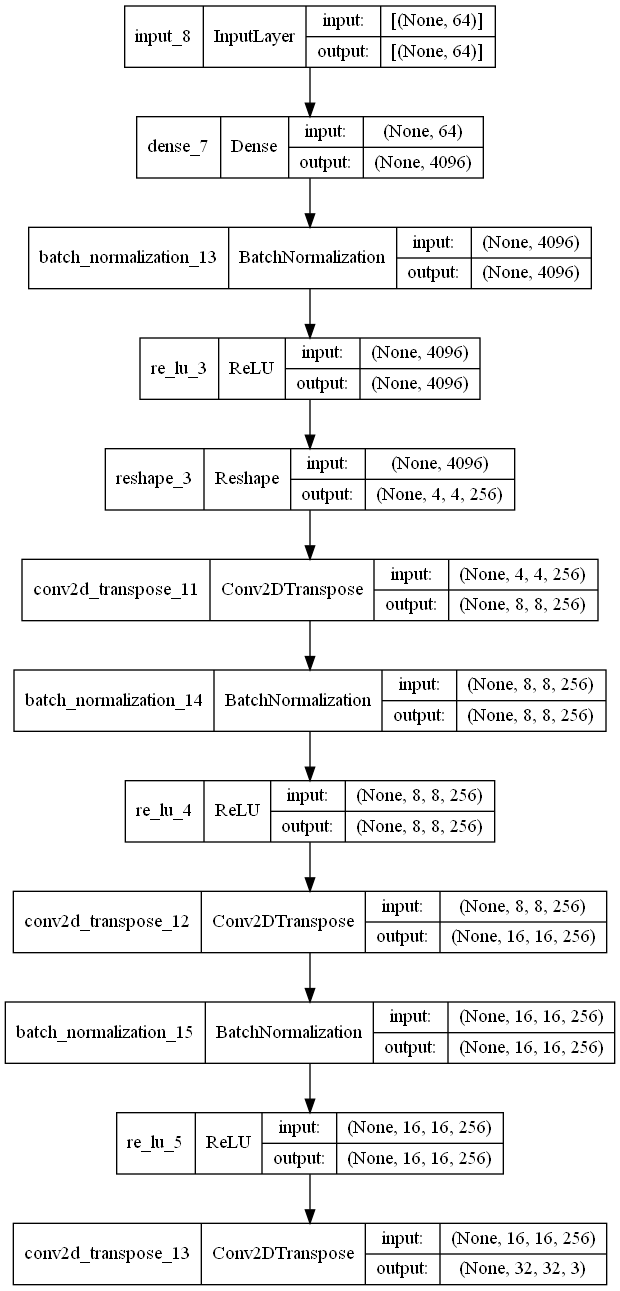 input_8 InputLayer input: [(None, 64)]
output: [(None, 64)]
dense_7 Dense input: (None, 64)
output: (None, 4096)
batch_normalization_13 BatchNormalization input: (None, 4096)
output: (None, 4096)
re_lu_3 ReLU input: (None, 4096)
output: (None, 4096)
reshape_3 Reshape input: (None, 4096)
output: (None, 4, 4, 256)
conv2d_transpose_11 Conv2DTranspose input: (None, 4, 4, 256)
output: (None, 8, 8, 256)
batch_normalization_14 BatchNormalization input: (None, 8, 8, 256)
output: (None, 8, 8, 256)
re_lu_4 ReLU input: (None, 8, 8, 256)
output: (None, 8, 8, 256)
conv2d_transpose_12 Conv2DTranspose input: (None, 8, 8, 256)
output: (None, 16, 16, 256)
batch_normalization_15 BatchNormalization input: (None, 16, 16, 256)
output: (None, 16, 16, 256)
re_lu_5 ReLU input: (None, 16, 16, 256)
output: (None, 16, 16, 256)
conv2d_transpose_13 Conv2DTranspose input: (None, 16, 16, 256)
output: (None, 32, 32, 3)